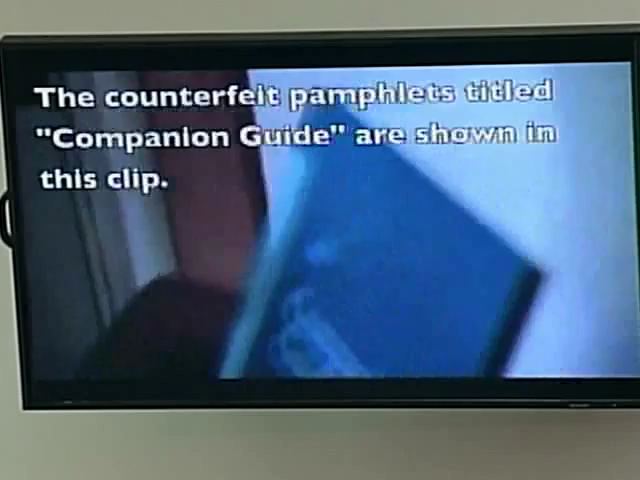 The counterfeit pamphlets titled
"Companion Guide" are shown in
this clip.